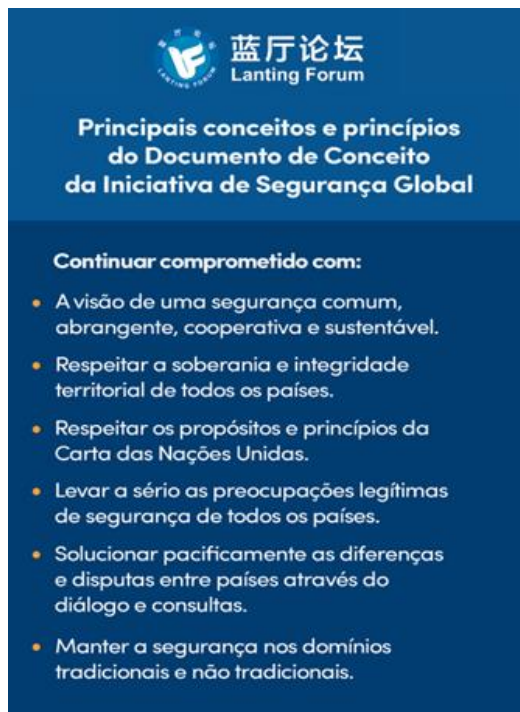 蓝厅论坛
LANTING FORUM
Lanting Forum
Principais conceitos e princípios
do Documento de Conceito
da Iniciativa de Segurança Global
Continuar comprometido com:
• A visão de uma segurança comum,
abrangente, cooperativa e sustentável.
• Respeitar a soberania e integridade
territorial de todos os países.
• Respeitar os propósitos e princípios da
Carta das Nações Unidas.
• Levar a sério as preocupações legítimas
de segurança de todos os países.
• Solucionar pacificamente as diferenças
e disputas entre países através do
diálogo e consultas.
• Manter a segurança nos domínios
tradicionais e não tradicionais.